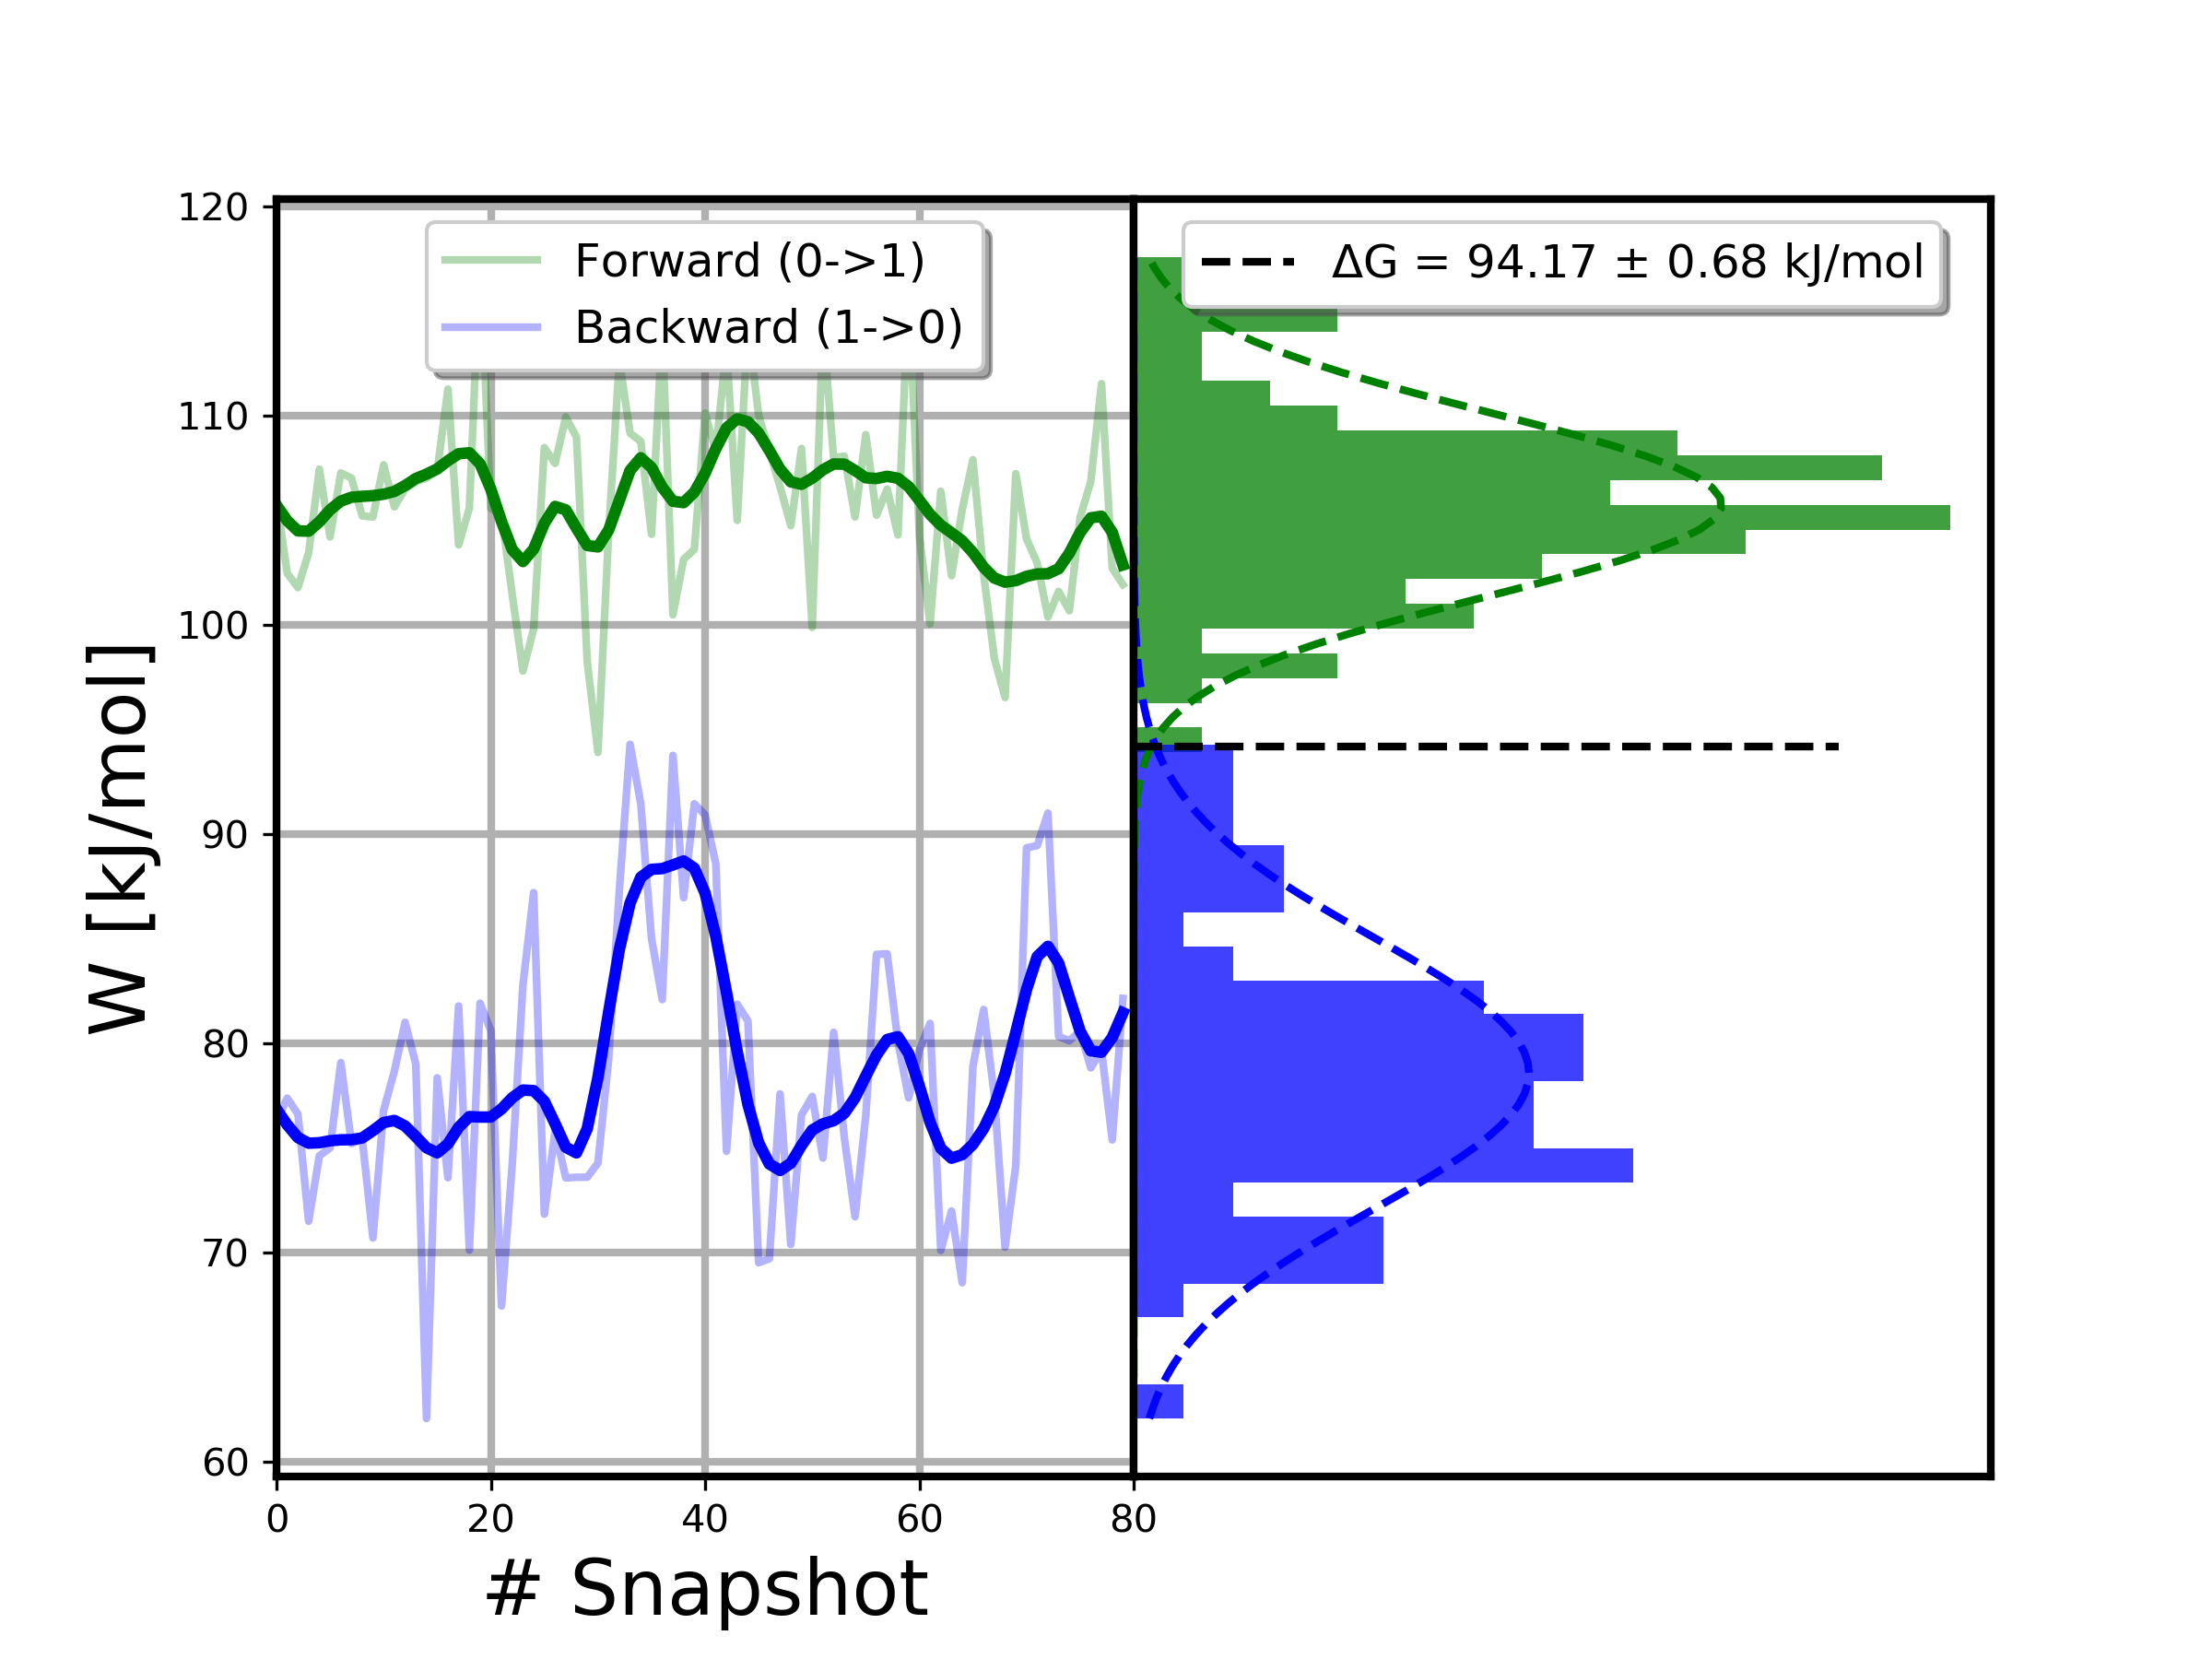 120
110
100
90
80
70
60
W [kJ/mol]
Forward (0->1)
Backward (1->0)
ΔG = 94.17 ± 0.68 kJ/mol
0 20 40 60 80
# Snapshot